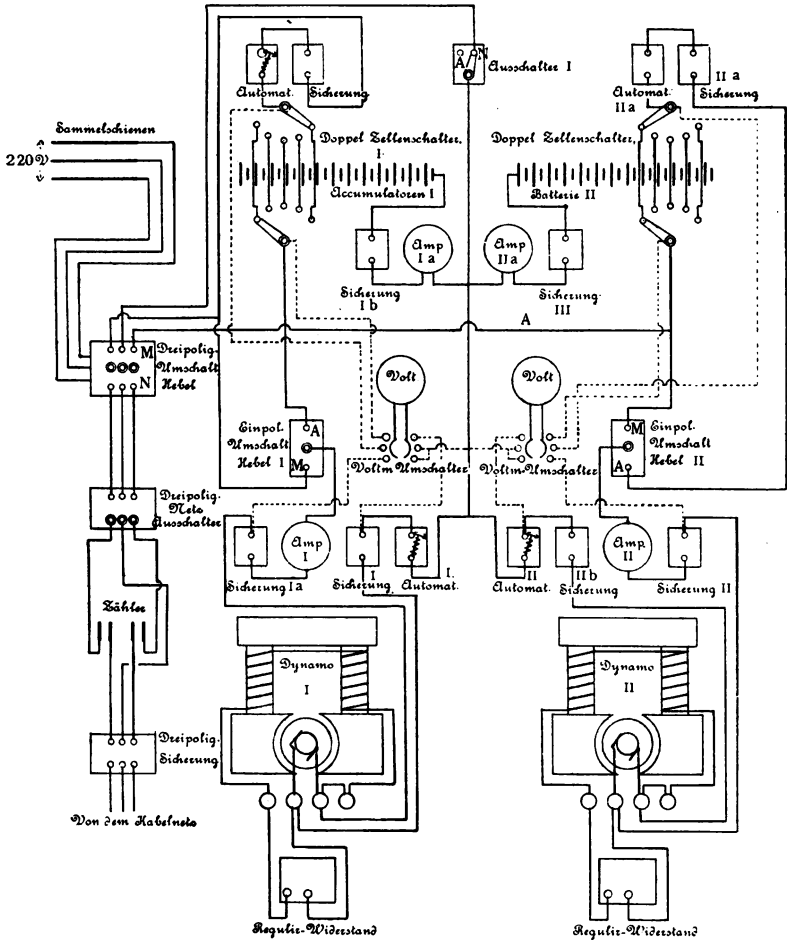 A N
Ausschalter I
Automat.
Sicherung
II a
Automat.
II a
Sicherung
Sammelschienen
220 V
Doppel Zellenschalter,
I.
Accumulatoren I
Doppel Zellenschalter,
Batterie II
Amp
I a
Amp
II a
Sicherung
I b
Sicherung
III
A
M
N
Dreipolig-
Umschalt
Hebel
Volt
Volt
Einpol.
Umschalt
Hebel I
A
M
Voltm Umschalter
Voltm-Umschalter
M
A
Einpol.
Umschalt
Hebel II
Dreipolig-
Netz
Ausschalter
Amp
I
Sicherung Ia
I
Sicherung
I.
Automat.
II
Automat.
II b
Sicherung
Amp
II
Sicherung II
Zähler
Dynamo
I
Dynamo
II
Dreipolig.
Sicherung
Von dem Kabelnetz
Regulir-Widerstand
Regulir-Widerstand